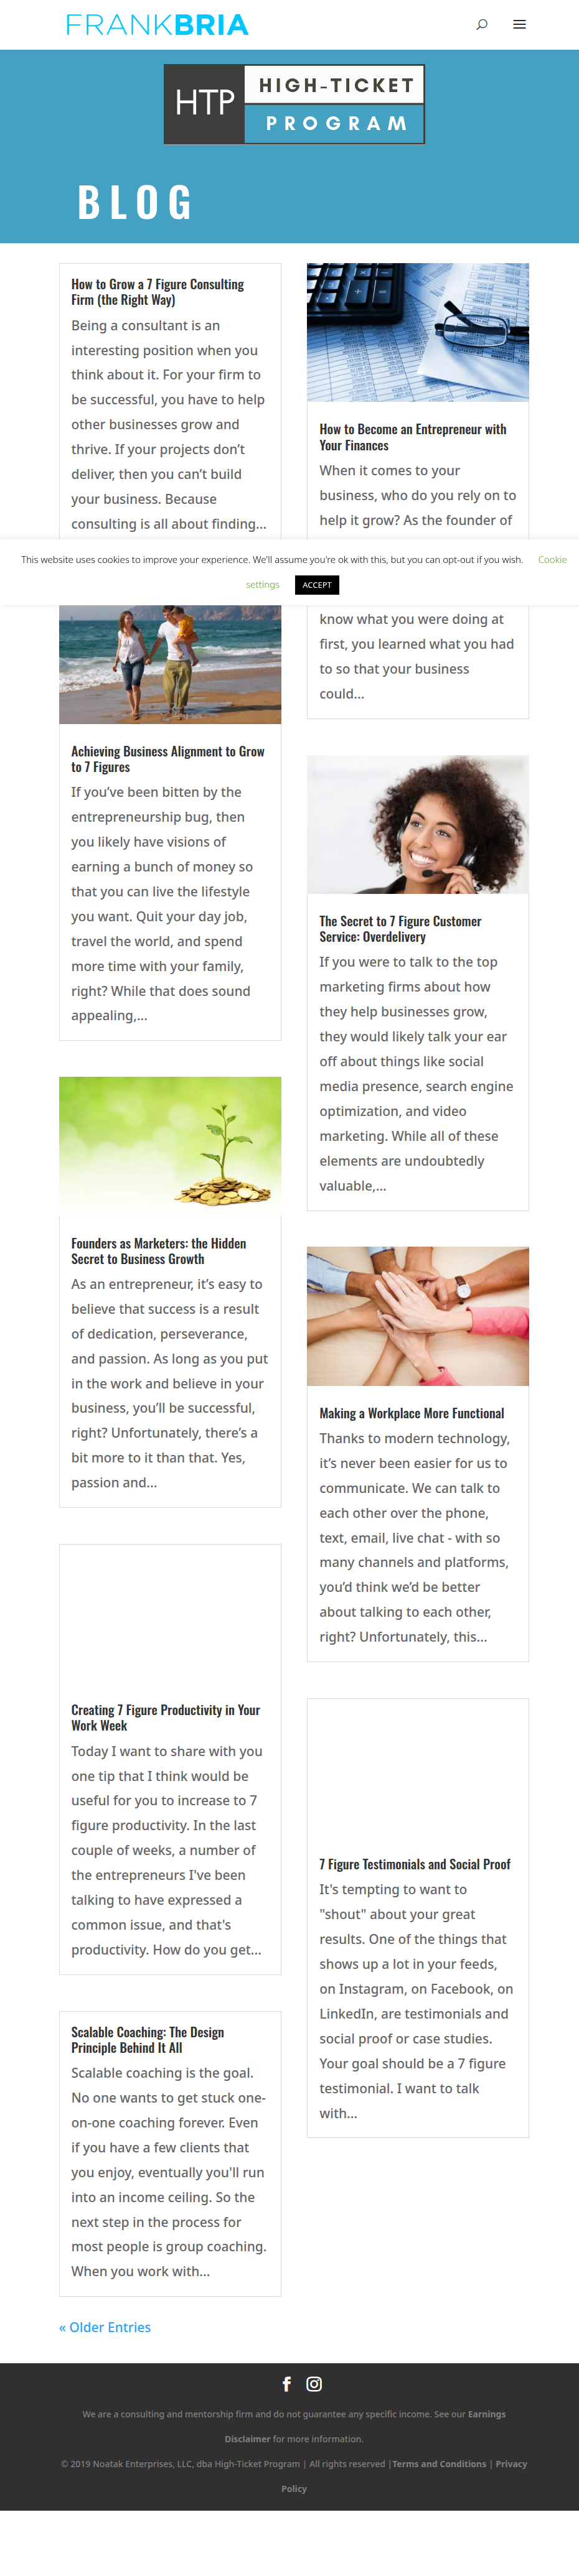 FRANKBRIA
HTP
HIGH-TICKET
PROGRAM
BLOG
How to Grow a 7 Figure Consulting
Firm (the Right Way)
Being a consultant is an
interesting position when you
think about it. For your firm to
be successful, you have to help
other businesses grow and
thrive. If your projects don’t
deliver, then you can’t build
your business. Because
consulting is all about finding...
Achieving Business Alignment to Grow
to 7 Figures
If you’ve been bitten by the
entrepreneurship bug, then
you likely have visions of
earning a bunch of money so
that you can live the lifestyle
you want. Quit your day job,
travel the world, and spend
more time with your family,
right? While that does sound
appealing,...
Founders as Marketers: the Hidden
Secret to Business Growth
As an entrepreneur, it’s easy to
believe that success is a result
of dedication, perseverance,
and passion. As long as you put
in the work and believe in your
business, you’ll be successful,
right? Unfortunately, there’s a
bit more to it than that. Yes,
passion and...
Creating 7 Figure Productivity in Your
Work Week
Today I want to share with you
one tip that I think would be
useful for you to increase to 7
figure productivity. In the last
couple of weeks, a number of
the entrepreneurs I've been
talking to have expressed a
common issue, and that's
productivity. How do you get...
Scalable Coaching: The Design
Principle Behind It All
Scalable coaching is the goal.
No one wants to get stuck one-
on-one coaching forever. Even
if you have a few clients that
you enjoy, eventually you'll run
into an income ceiling. So the
next step in the process for
most people is group coaching.
When you work with...
How to Become an Entrepreneur with
Your Finances
When it comes to your
business, who do you rely on to
help it grow? As the founder of
This website uses cookies to improve your experience. We'll assume you're ok with this, but you can opt-out if you wish. Cookie
settings ACCEPT
know what you were doing at
first, you learned what you had
to so that your business
could...
The Secret to 7 Figure Customer
Service: Overdelivery
If you were to talk to the top
marketing firms about how
they help businesses grow,
they would likely talk your ear
off about things like social
media presence, search engine
optimization, and video
marketing. While all of these
elements are undoubtedly
valuable,...
Making a Workplace More Functional
Thanks to modern technology,
it’s never been easier for us to
communicate. We can talk to
each other over the phone,
text, email, live chat - with so
many channels and platforms,
you’d think we’d be better
about talking to each other,
right? Unfortunately, this...
7 Figure Testimonials and Social Proof
It's tempting to want to
"shout" about your great
results. One of the things that
shows up a lot in your feeds,
on Instagram, on Facebook, on
LinkedIn, are testimonials and
social proof or case studies.
Your goal should be a 7 figure
testimonial. I want to talk
with...
« Older Entries
We are a consulting and mentorship firm and do not guarantee any specific income. See our Earnings
Disclaimer for more information.
© 2019 Noatak Enterprises, LLC, dba High-Ticket Program | All rights reserved |Terms and Conditions | Privacy
Policy